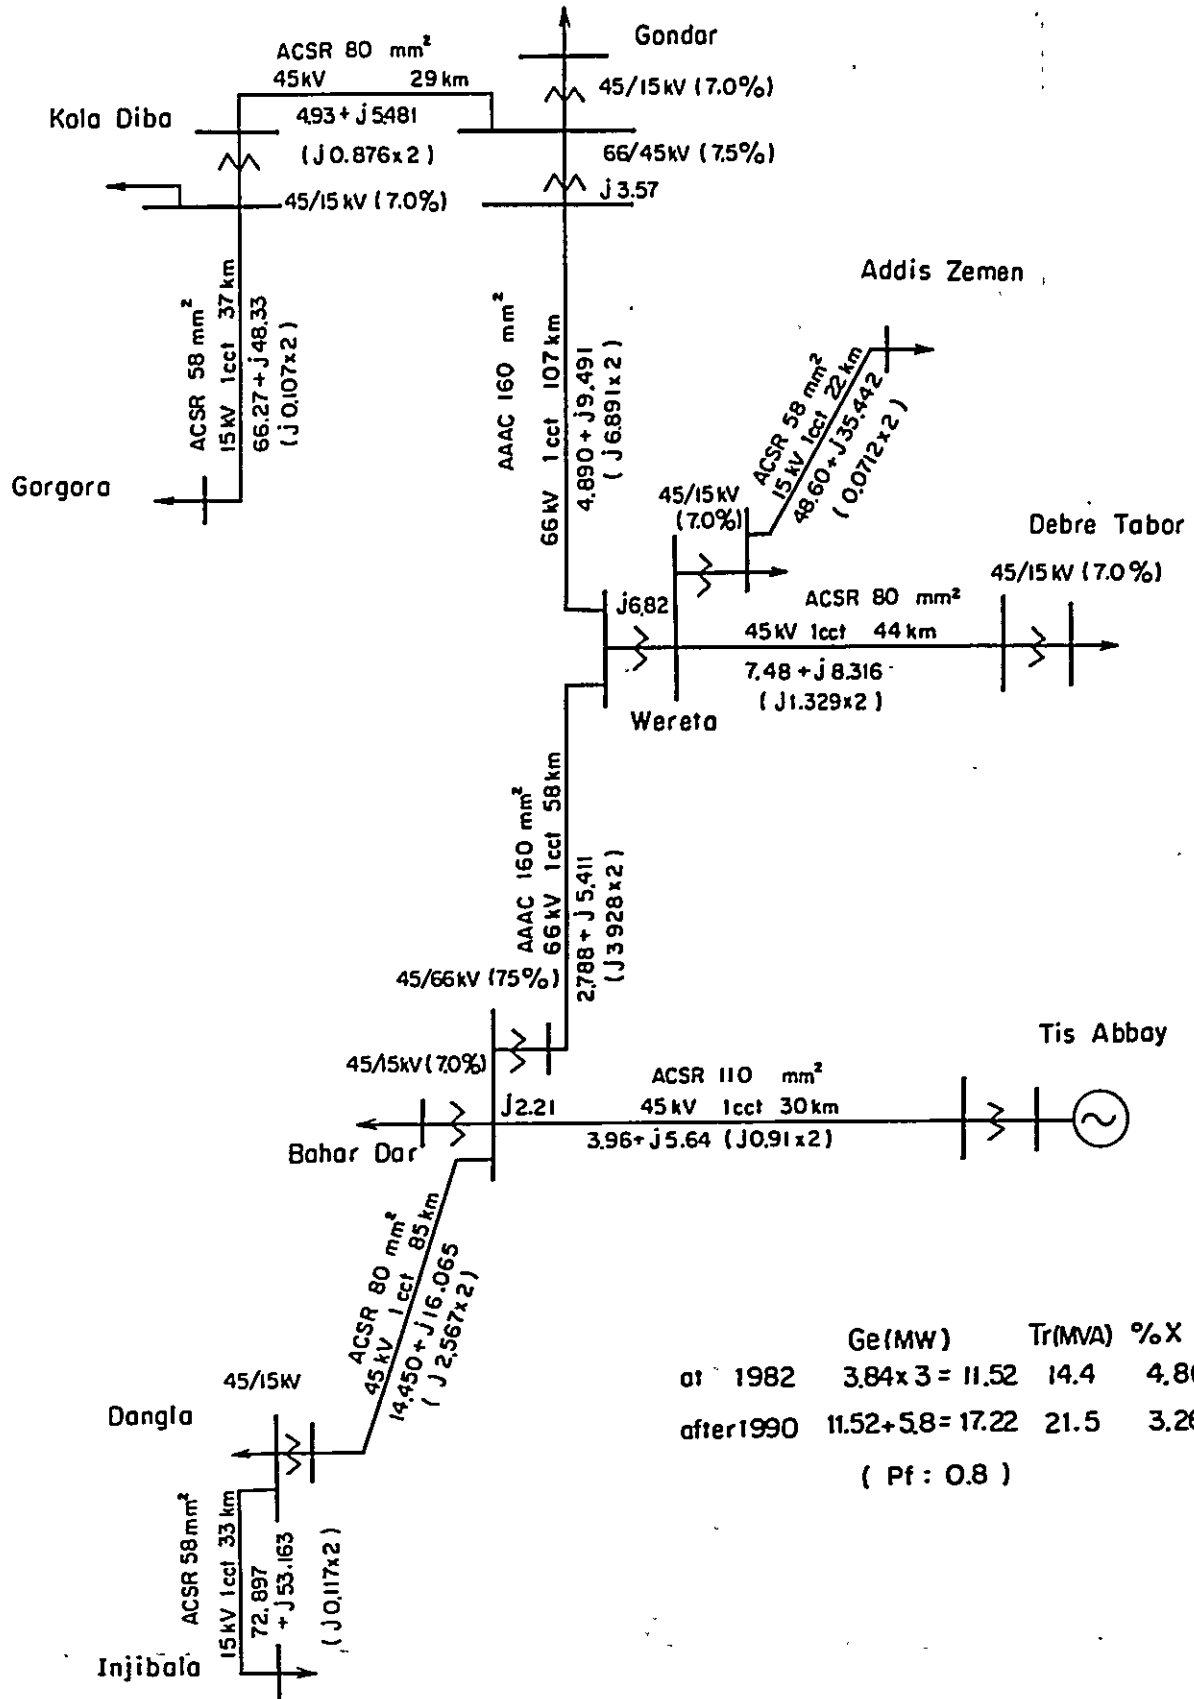 Gondar
ACSR 80 mm²
45kV 29km
4.93 + j5.481
(j0.876x2)
45/15kV (7.0%)
Kola Diba
66/45kV (7.5%)
j3.57
45/15kV (7.0%)
ACSR 58 mm²
15kV 1cct 37km
66.27+j48.33
(j0.107x2)
Gorgora
AAAC 160 mm²
66kV 1cct 107km
4.890+j9.491
(j6.891x2)
Addis Zemen
ACSR 58 mm²
15kV 1cct 22km
48.60+j35.442
(0.0712x2)
45/15kV
(7.0%)
Debre Tabor
45/15kV (7.0%)
j6.82
ACSR 80 mm²
45kV 1cct 44km
7.48+j8.316
(J1.329x2)
Wereta
AAAC 160 mm²
66kV 1cct 58km
2.788+j5.411
(J3928x2)
45/66kV (75%)
Tis Abbay
45/15kV(7.0%)
j2.21
ACSR 110 mm²
45kV 1cct 30km
3.96+j5.64 (J0.91x2)
Bahar Dar
ACSR 80 mm²
45kV 1cct 85km
14.450+j16.065
(J2.567x2)
45/15kV
Dangla
ACSR 58mm²
15kV 1cct 33km
72.897
+j53.163
(J0.117x2)
Injibala
Ge(MW) Tr(MVA) %X
at 1982 3.84x3=11.52 14.4
after1990 11.52+5.8=17.22 21.5
(Pf: 0.8)